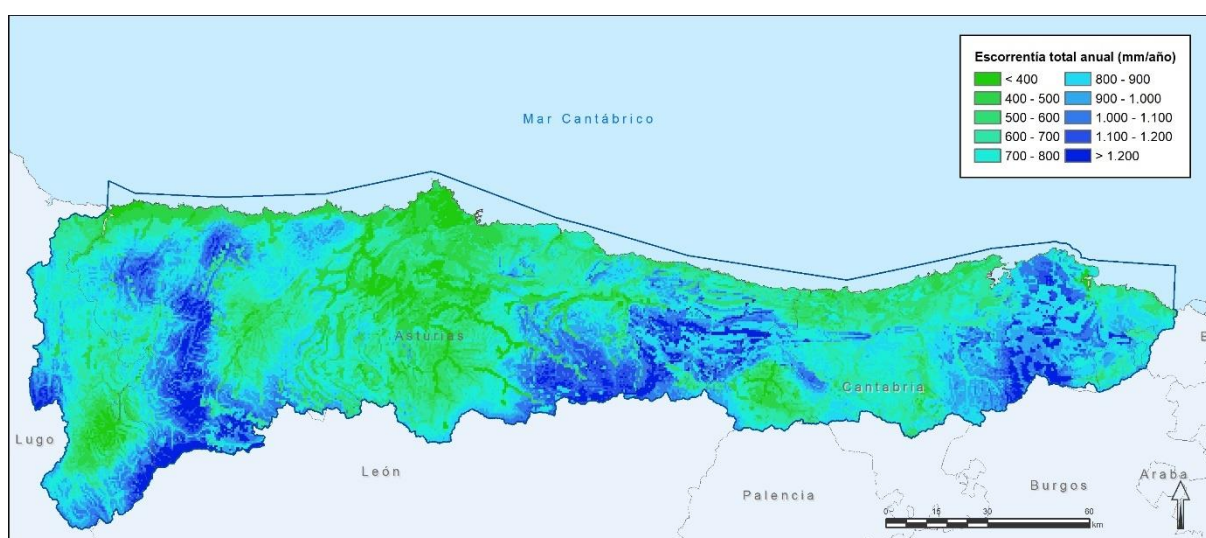 Escorrentía total anual (mm/año)
< 400
400 - 500
500 - 600
600 - 700
700 - 800
800 - 900
900 - 1.000
1.000 - 1.100
1.100 - 1.200
> 1.200
Mar Cantábrico
Asturias
Cantabria
Lugo
León
Palencia
Burgos
Araba
E
0 15 30 60
km